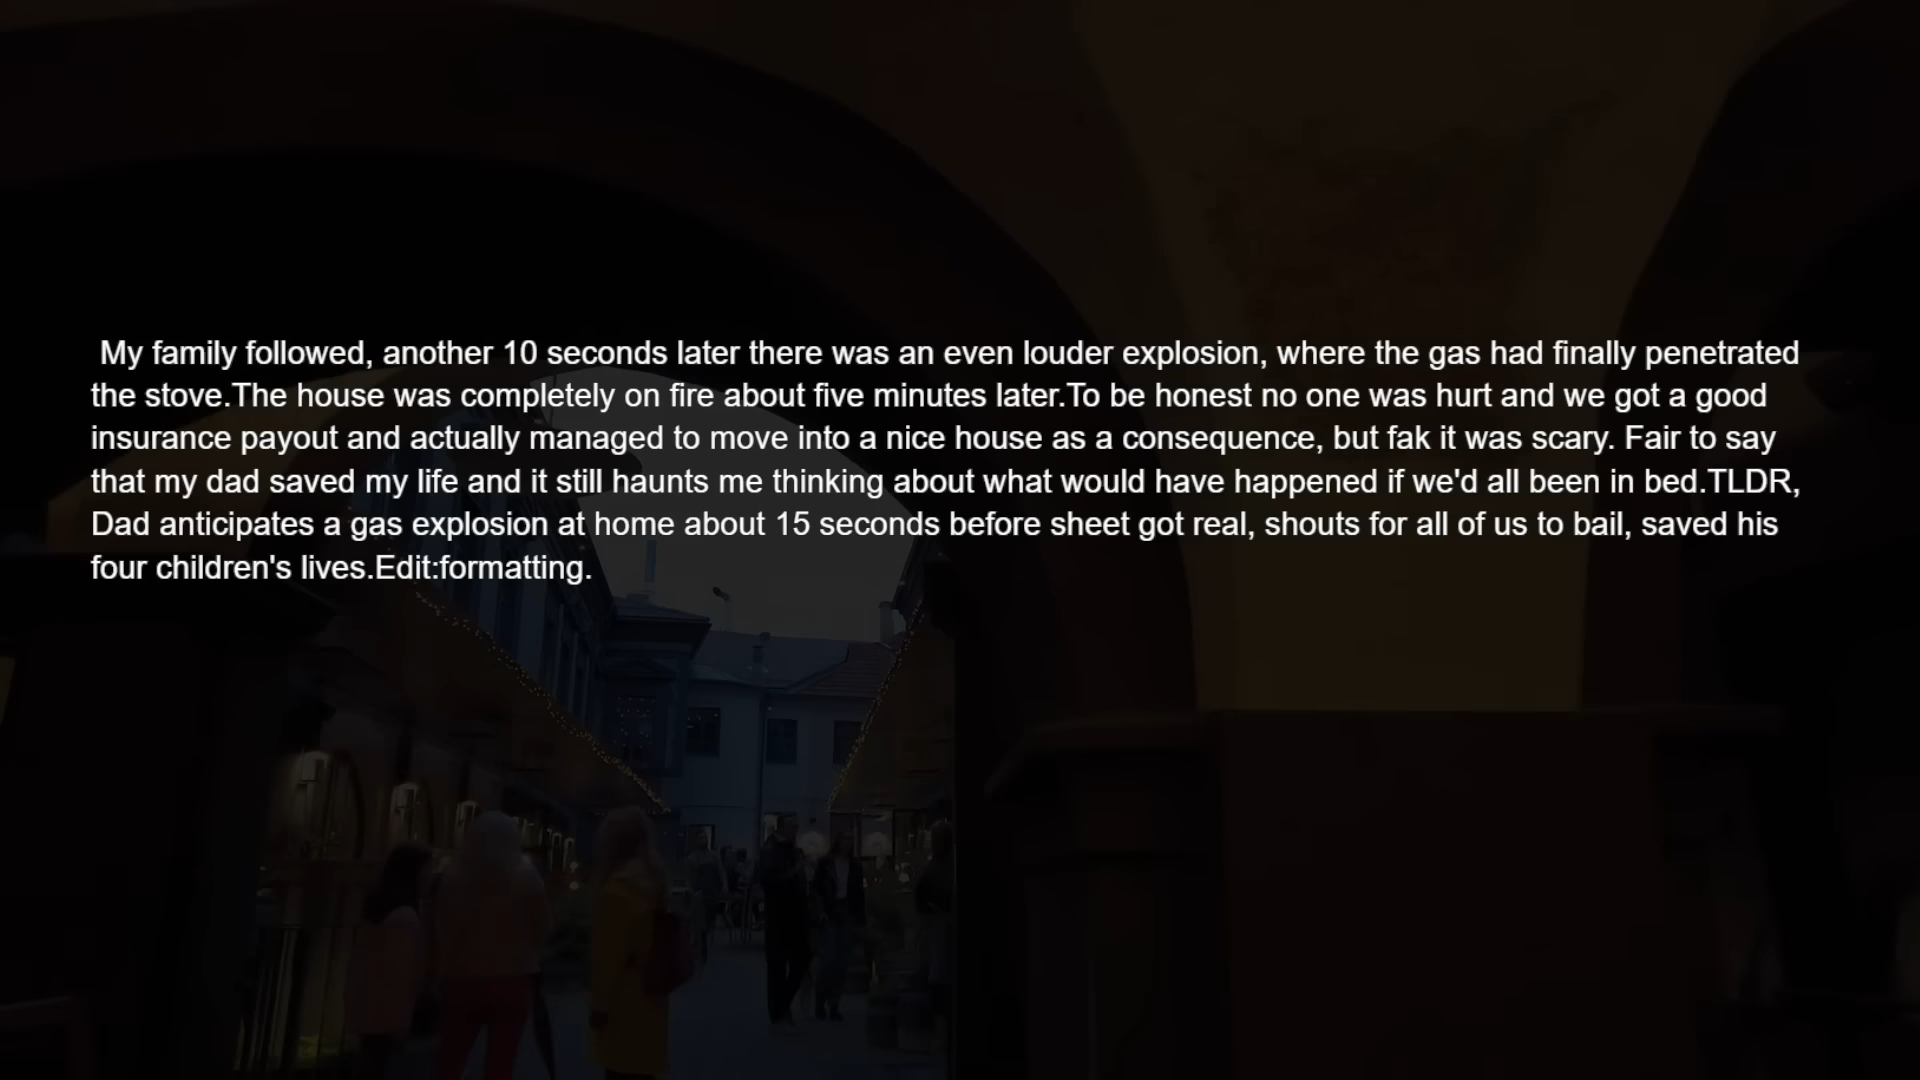 My family followed, another 10 seconds later there was an even louder explosion, where the gas had finally penetrated
the stove.The house was completely on fire about five minutes later.To be honest no one was hurt and we got a good
insurance payout and actually managed to move into a nice house as a consequence, but fak it was scary. Fair to say
that my dad saved my life and it still haunts me thinking about what would have happened if we'd all been in bed.TLDR,
Dad anticipates a gas explosion at home about 15 seconds before sheet got real, shouts for all of us to bail, saved his
four children's lives.Edit:formatting.